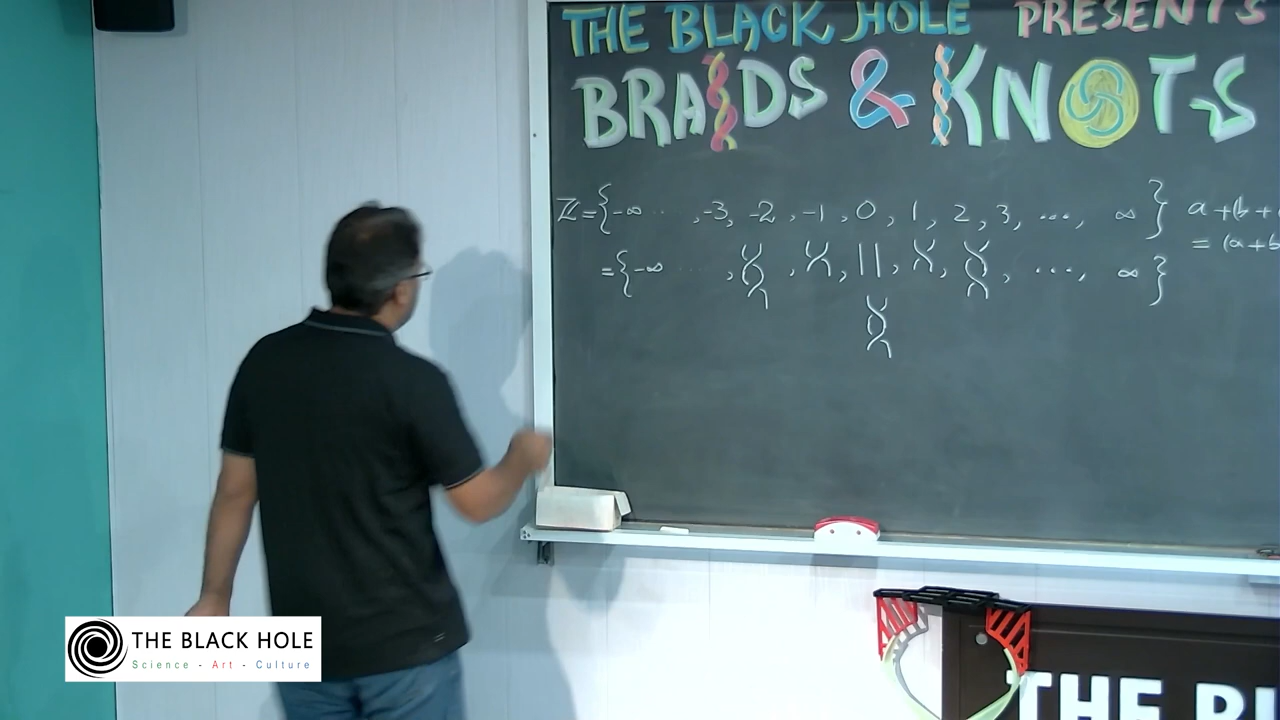 THE BLACK HOLE PRESENTS
BRAIDS & KNOTS
ℤ = { -∞ ... , -3, -2, -1, 0, 1, 2, 3, ..., ∞ } a + b +
= (a + b
= { -∞ ... , , , || , , , ..., ∞ }
THE BLACK HOLE
Science - Art - Culture
THE